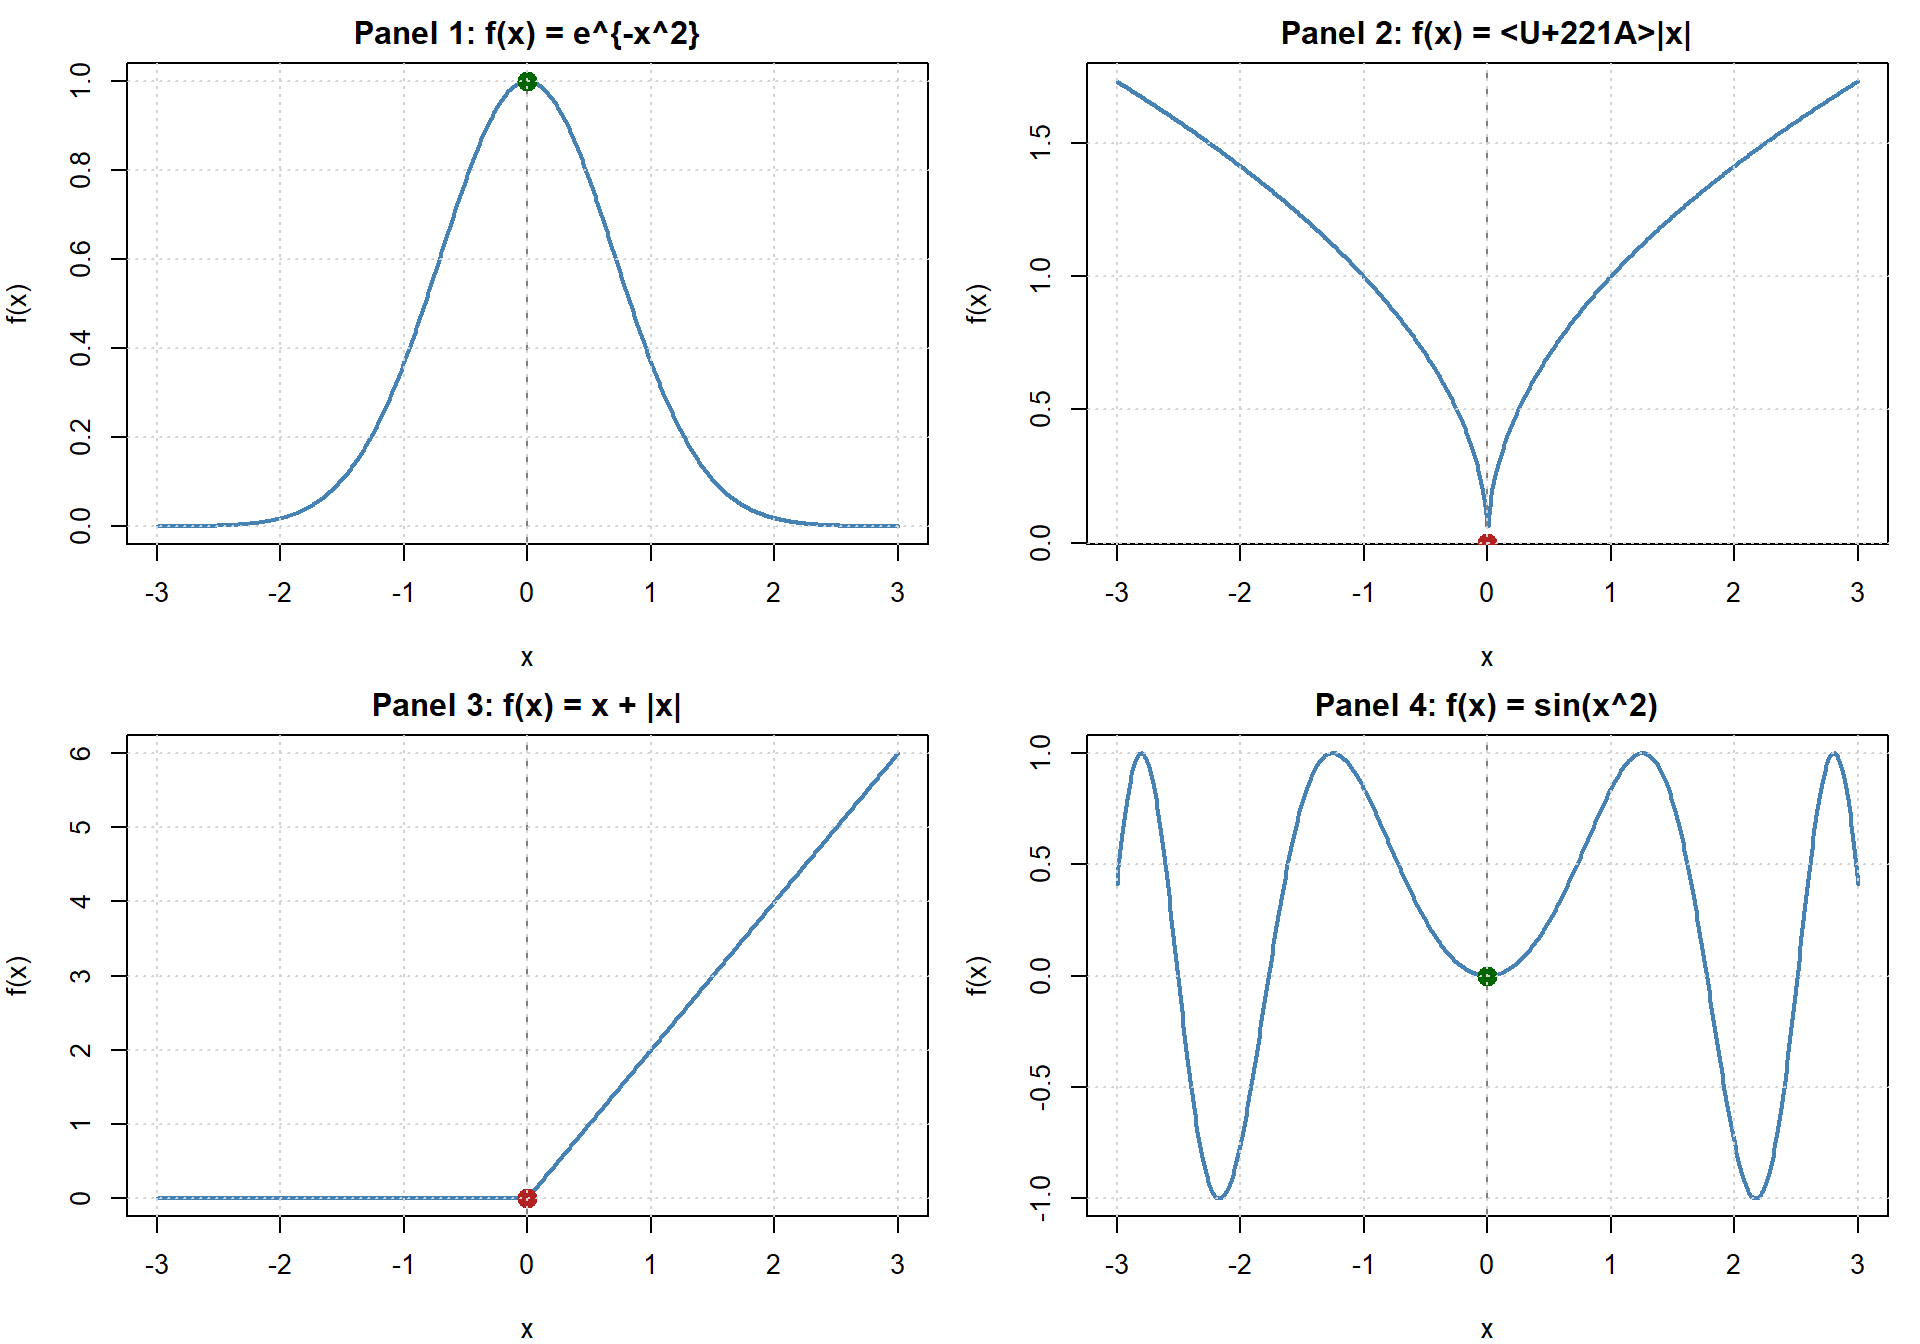 Panel 1: f(x) = e^{-x^2}
f(x)
1.0
0.8
0.6
0.4
0.2
0.0
-3 -2 -1 0 1 2 3
x
Panel 2: f(x) = <U+221A>|x|
f(x)
1.5
1.0
0.5
0.0
-3 -2 -1 0 1 2 3
x
Panel 3: f(x) = x + |x|
f(x)
6
5
4
3
2
1
0
-3 -2 -1 0 1 2 3
x
Panel 4: f(x) = sin(x^2)
f(x)
1.0
0.5
0.0
-0.5
-1.0
-3 -2 -1 0 1 2 3
x